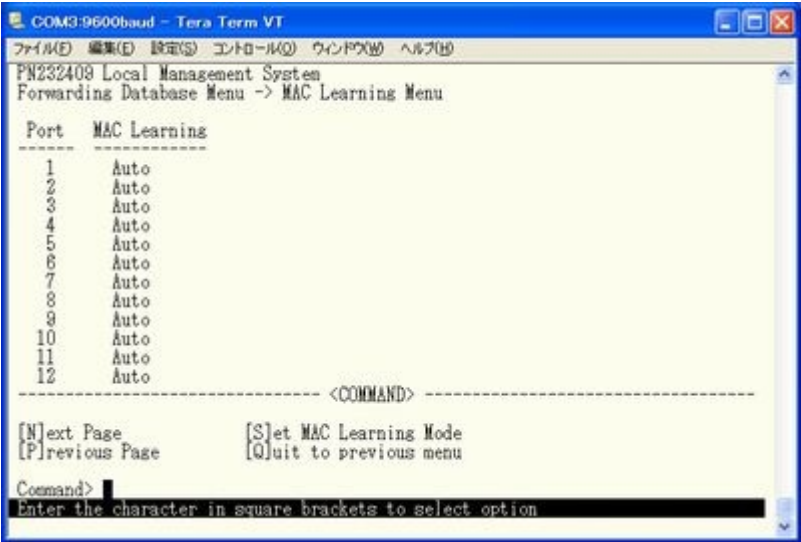 COM3:9600baud - Tera Term VT
ファイル(F) 編集(E) 設定(S) コントロール(O) ウィンドウ(W) ヘルプ(H)
PN232409 Local Management System
Forwarding Database Menu -> MAC Learning Menu
Port MAC Learning
------ ------------
1 Auto
2 Auto
3 Auto
4 Auto
5 Auto
6 Auto
7 Auto
8 Auto
9 Auto
10 Auto
11 Auto
12 Auto
-------------------------------- <COMMAND> -----------------------------------
[N]ext Page [S]et MAC Learning Mode
[P]revious Page [Q]uit to previous menu
Command>
Enter the character in square brackets to select option